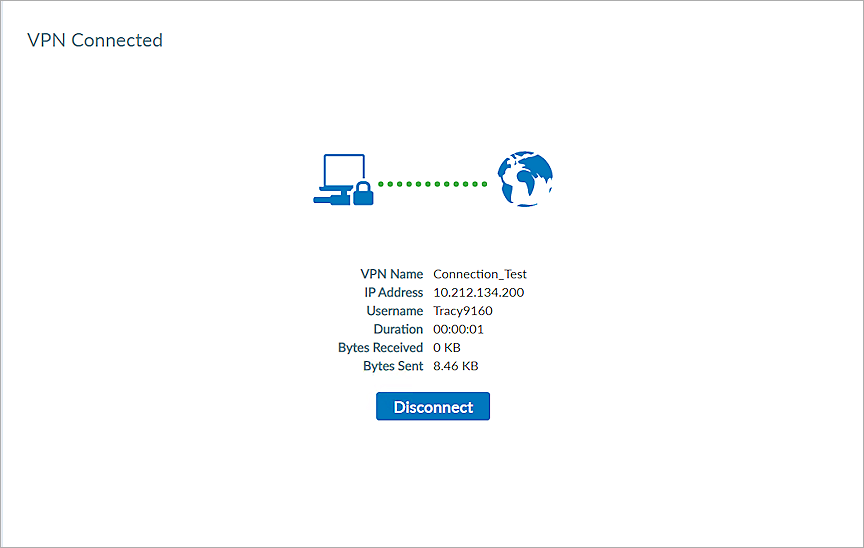 VPN Connected
VPN Name Connection_Test
IP Address 10.212.134.200
Username Tracy9160
Duration 00:00:01
Bytes Received 0 KB
Bytes Sent 8.46 KB
Disconnect